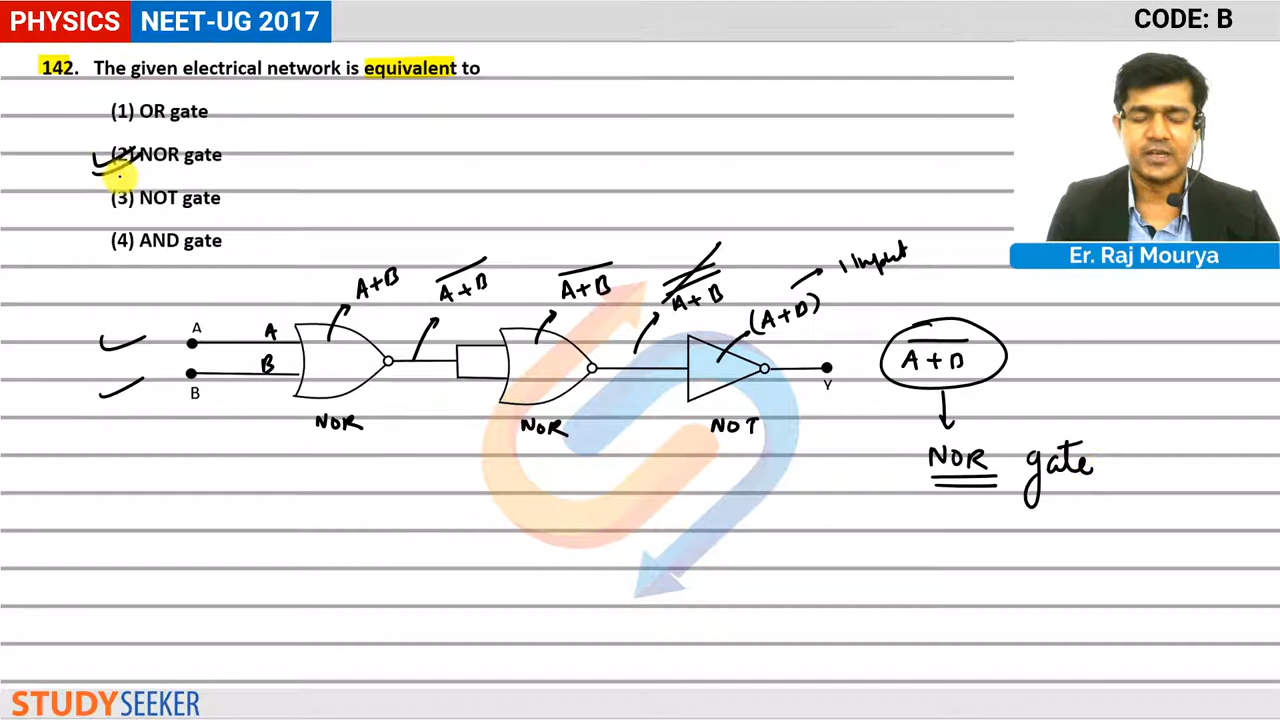 PHYSICS NEET-UG 2017
CODE: B
142. The given electrical network is equivalent to
(1) OR gate
(2) NOR gate
(3) NOT gate
(4) AND gate
Er. Raj Mourya
A+B
A+B
A+B
A+B
(A+B)
1 Input
A
A
B
B
Y
A+B
NOR
NOR
NOT
NOR gate
STUDYSEEKER